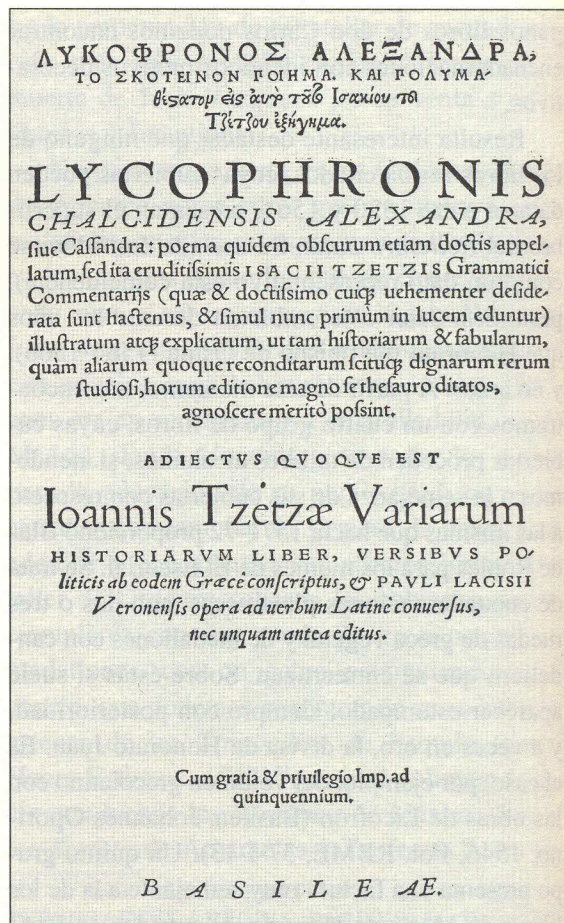 ΛΥΚΟΦΡΟΝΟΣ ΑΛΕΞΑΝΔΡΑ,
ΤΟ ΣΚΟΤΕΙΝΟΝ ΠΟΙΗΜΑ. ΚΑΙ ΠΟΛΥΜΑ-
θέςατον εἰς αὐτὸ τοῦτο Ἰσακίου τοῦ
Τζέτζου ἐξήγημα.
LYCOPHRONIS
CHALCIDENSIS ALEXANDRA,
ſiue Caſſandra: poema quidem obſcurum etiam doctis appel-
latum, ſed ita eruditiſsimis ISACII TZETZIS Grammatici
Commentarijs (quæ & doctiſsimo cuiqꝫ uehementer deſide-
rata ſunt hactenus, & ſimul nunc primùm in lucem eduntur)
illuſtratum atqꝫ explicatum, ut tam hiſtoriarum & fabularum,
quàm aliarum quoque reconditarum ſcituqꝫ dignarum rerum
ſtudioſi, horum editione magno ſe theſauro ditatos,
agnoſcere meritò poſsint.
ADIECTVS QVOQVE EST
Ioannis Tzetzæ Variarum
HISTORIARVM LIBER, VERSIBVS PO-
liticis ab eodem Græcè conſcriptus, & PAVLI LACISII
Veronenſis opera ad uerbum Latinè conuerſus,
nec unquam antea editus.
Cum gratia & priuilegio Imp. ad
quinquennium.
BASILEAE.